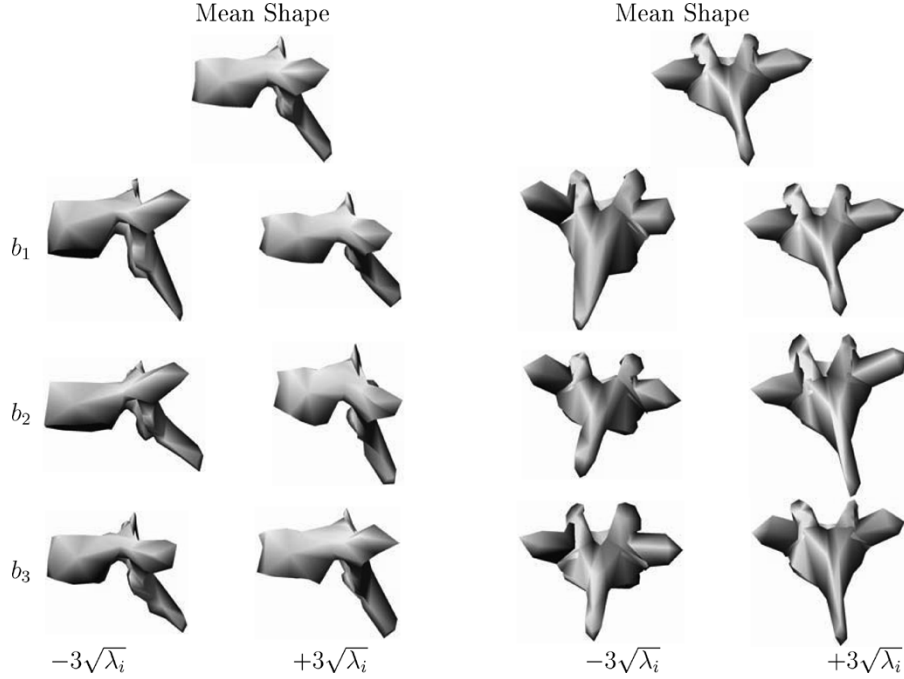 Mean Shape Mean Shape
b₁
b₂
b₃
−3√λᵢ +3√λᵢ −3√λᵢ +3√λᵢ